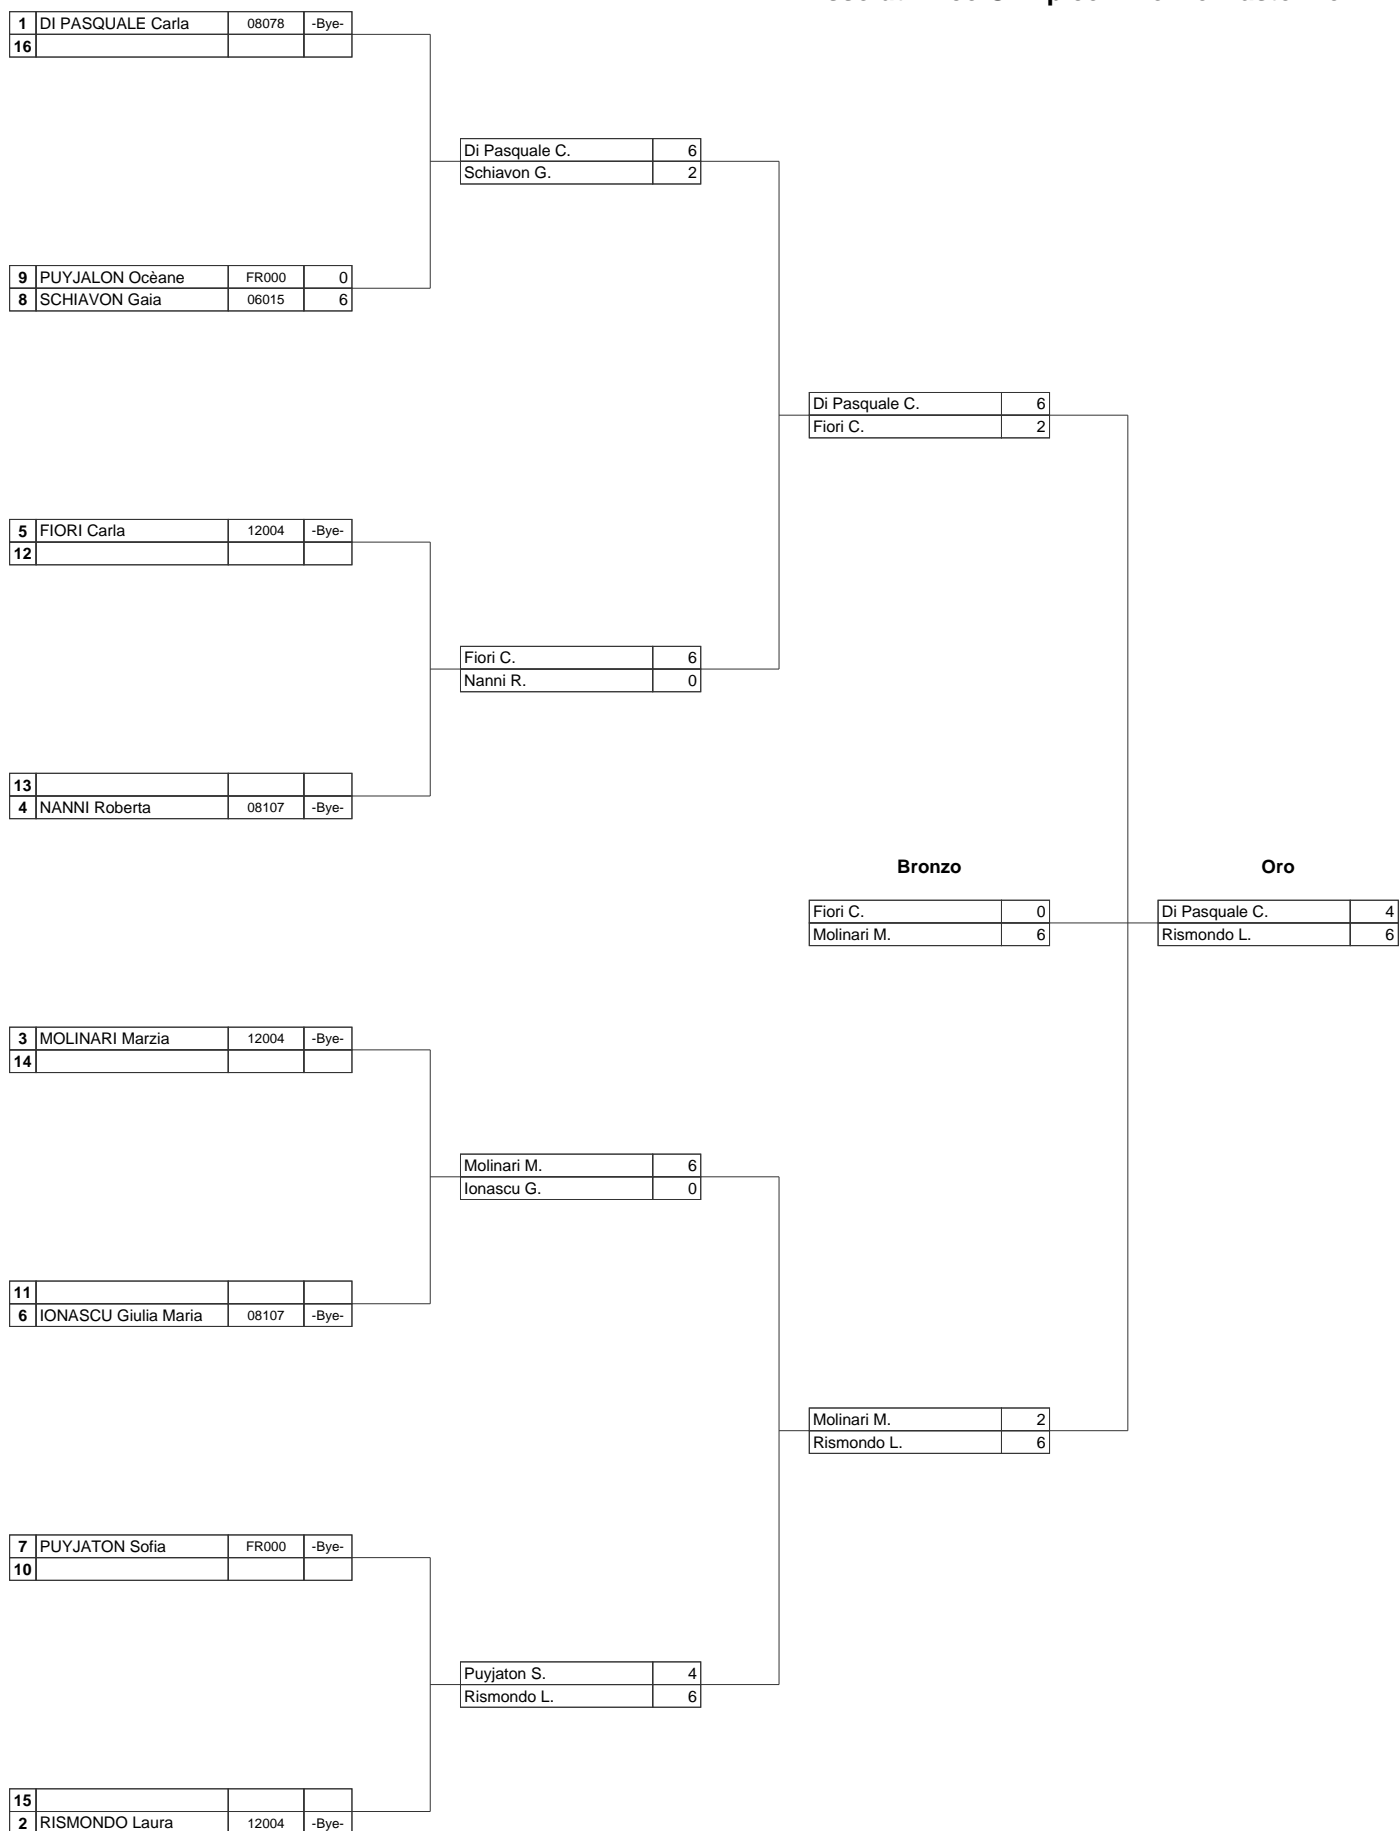 1 DI PASQUALE Carla 08078 -Bye-
16
Di Pasquale C. 6
Schiavon G. 2
9 PUYJALON Ocèane FR000 0
8 SCHIAVON Gaia 06015 6
Di Pasquale C. 6
Fiori C. 2
5 FIORI Carla 12004 -Bye-
12
Fiori C. 6
Nanni R. 0
13
4 NANNI Roberta 08107 -Bye-
Bronzo Oro
Fiori C. 0 Di Pasquale C. 4
Molinari M. 6 Rismondo L. 6
3 MOLINARI Marzia 12004 -Bye-
14
Molinari M. 6
Ionascu G. 0
11
6 IONASCU Giulia Maria 08107 -Bye-
Molinari M. 2
Rismondo L. 6
7 PUYJATON Sofia FR000 -Bye-
10
Puyjaton S. 4
Rismondo L. 6
15
2 RISMONDO Laura 12004 -Bye-